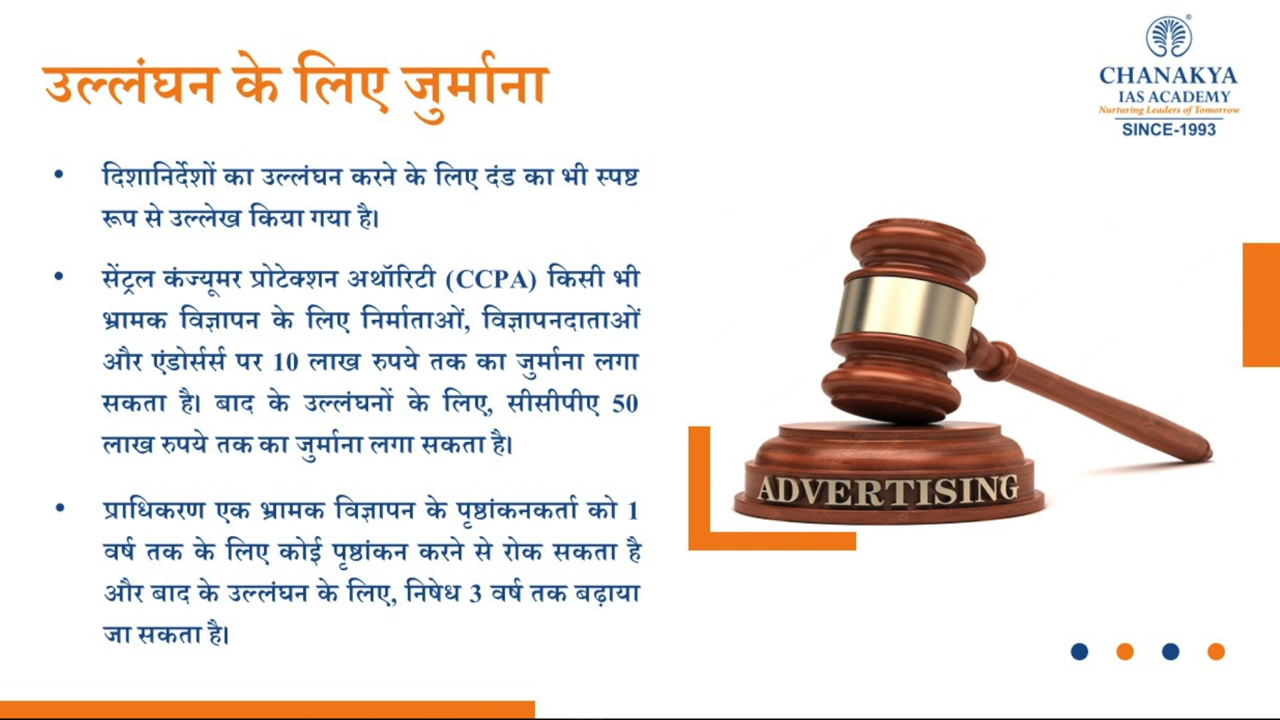 उल्लंघन के लिए जुर्माना
CHANAKYA
IAS ACADEMY
Nurturing Leaders of Tomorrow
SINCE-1993
• दिशानिर्देशों का उल्लंघन करने के लिए दंड का भी स्पष्ट
रूप से उल्लेख किया गया है।
• सेंट्रल कंज्यूमर प्रोटेक्शन अथॉरिटी (CCPA) किसी भी
भ्रामक विज्ञापन के लिए निर्माताओं, विज्ञापनदाताओं
और एंडोर्सर्स पर 10 लाख रुपये तक का जुर्माना लगा
सकता है। बाद के उल्लंघनों के लिए, सीसीपीए 50
लाख रुपये तक का जुर्माना लगा सकता है।
• प्राधिकरण एक भ्रामक विज्ञापन के पृष्ठांकनकर्ता को 1
वर्ष तक के लिए कोई पृष्ठांकन करने से रोक सकता है
और बाद के उल्लंघन के लिए, निषेध 3 वर्ष तक बढ़ाया
जा सकता है।
ADVERTISING